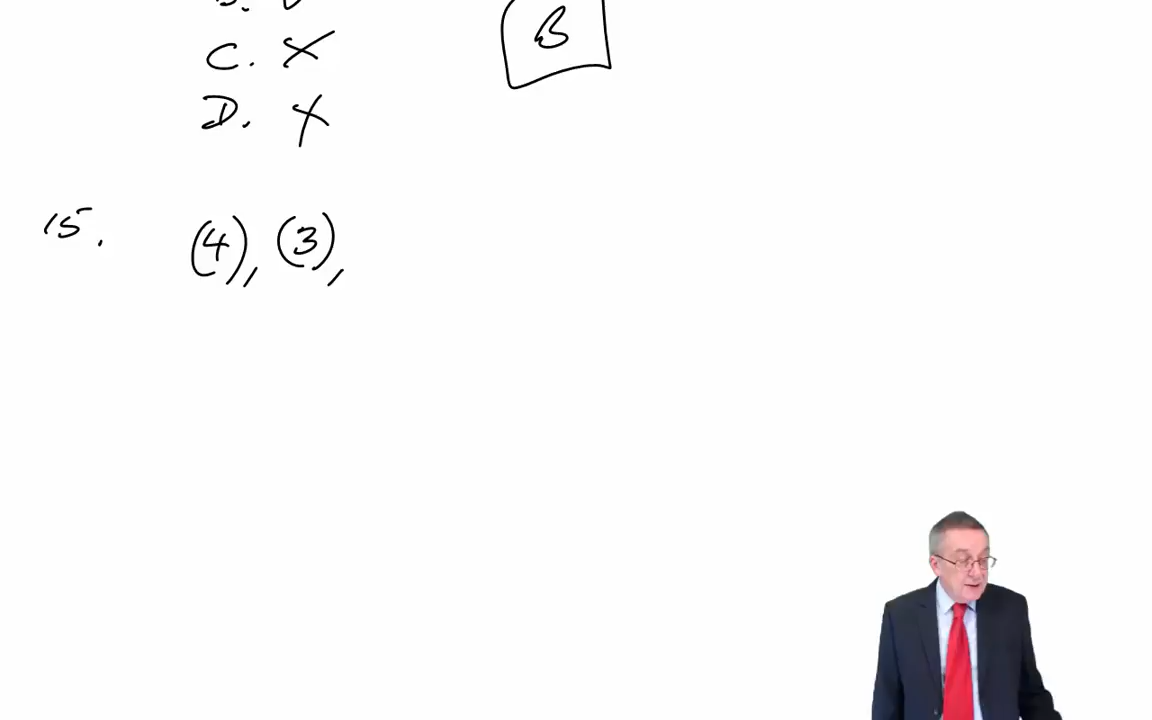 B.
C. X
D. X
B
15. (4), (3),